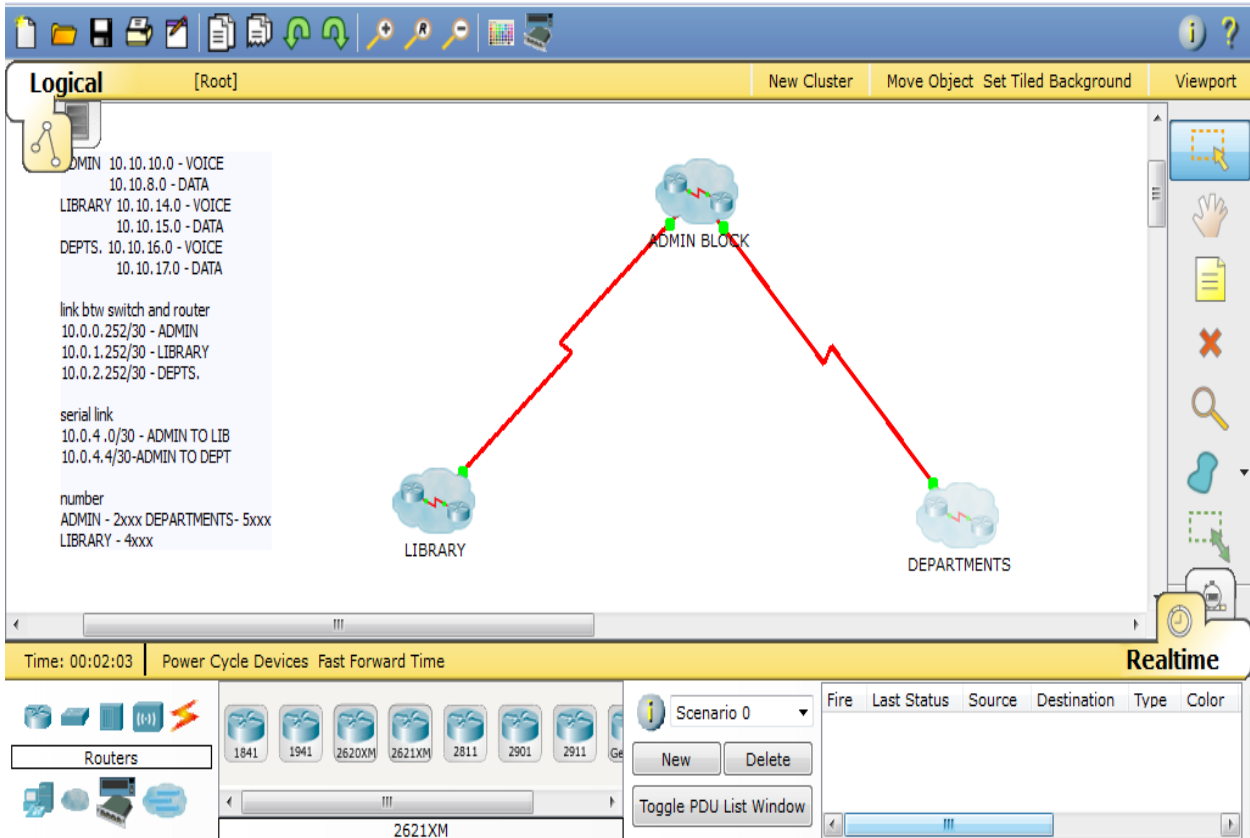 i ?
Logical [Root] New Cluster Move Object Set Tiled Background Viewport
DMIN 10.10.10.0 - VOICE
10.10.8.0 - DATA
LIBRARY 10.10.14.0 - VOICE
10.10.15.0 - DATA
DEPTS. 10.10.16.0 - VOICE
10.10.17.0 - DATA
link btw switch and router
10.0.0.252/30 - ADMIN
10.0.1.252/30 - LIBRARY
10.0.2.252/30 - DEPTS.
serial link
10.0.4 .0/30 - ADMIN TO LIB
10.0.4.4/30-ADMIN TO DEPT
number
ADMIN - 2xxx DEPARTMENTS- 5xxx
LIBRARY - 4xxx
ADMIN BLOCK
LIBRARY
DEPARTMENTS
Time: 00:02:03 Power Cycle Devices Fast Forward Time Realtime
Routers
1841 1941 2620XM 2621XM 2811 2901 2911 Ge
2621XM
i Scenario 0
New Delete
Toggle PDU List Window
Fire Last Status Source Destination Type Color